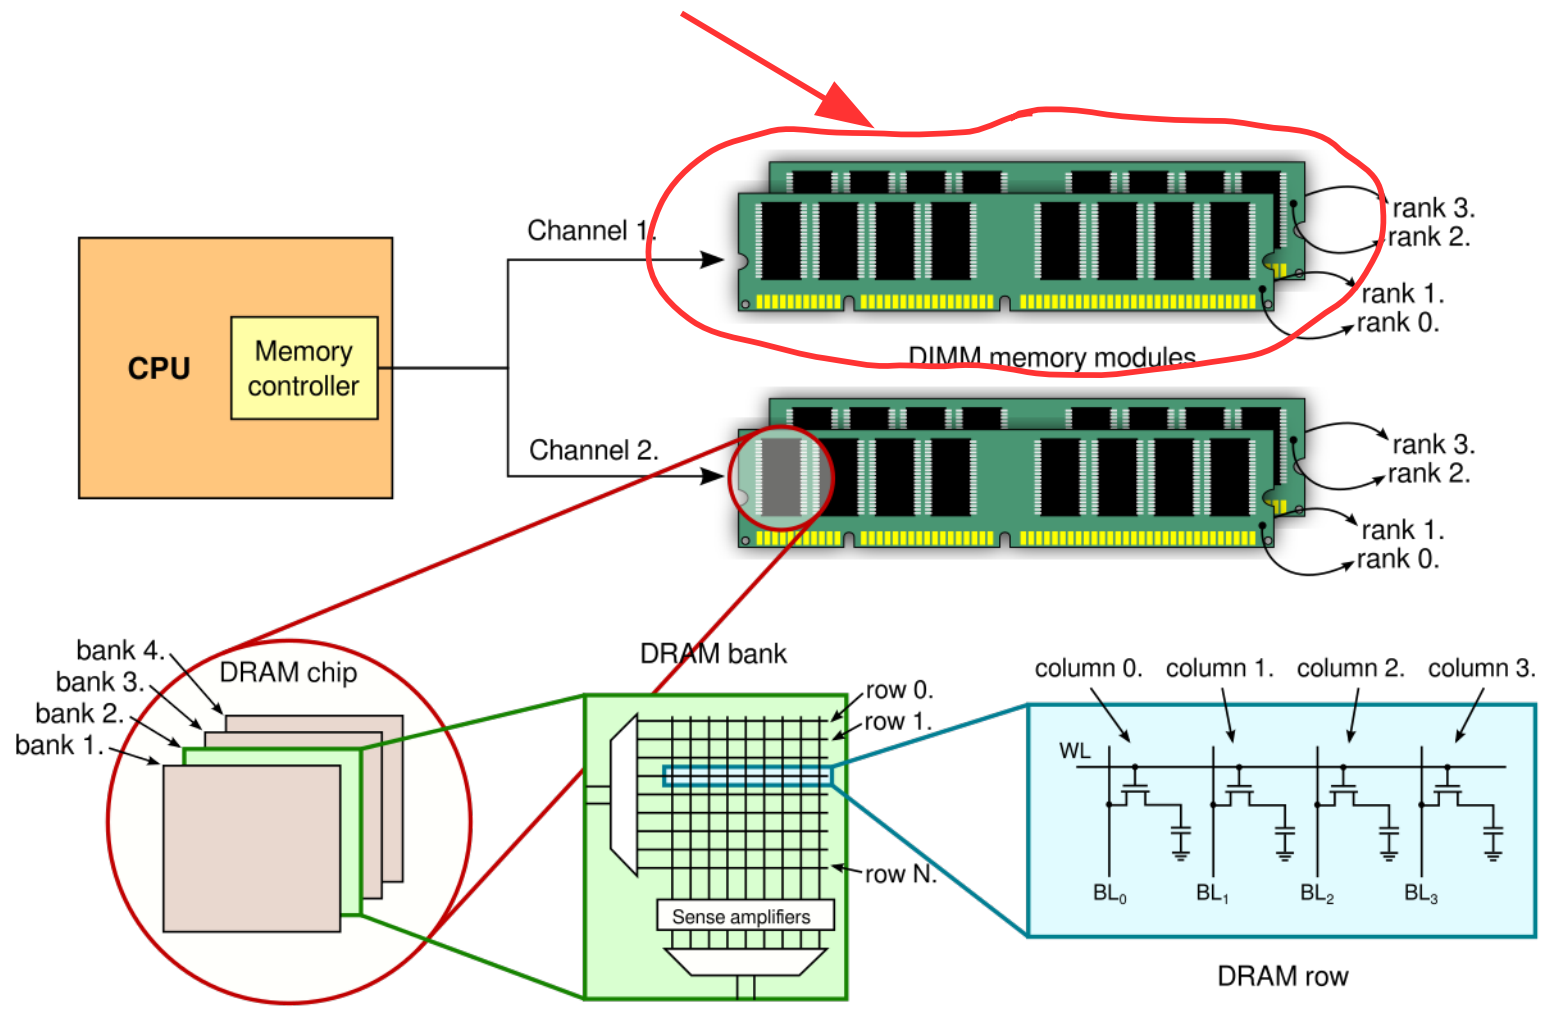 Channel 1.
rank 3.
rank 2.
rank 1.
rank 0.
CPU
Memory
controller
DIMM memory modules
Channel 2.
rank 3.
rank 2.
rank 1.
rank 0.
bank 4.
bank 3.
bank 2.
bank 1.
DRAM chip
DRAM bank
row 0.
row 1.
row N.
Sense amplifiers
column 0. column 1. column 2. column 3.
WL
BL0 BL1 BL2 BL3
DRAM row